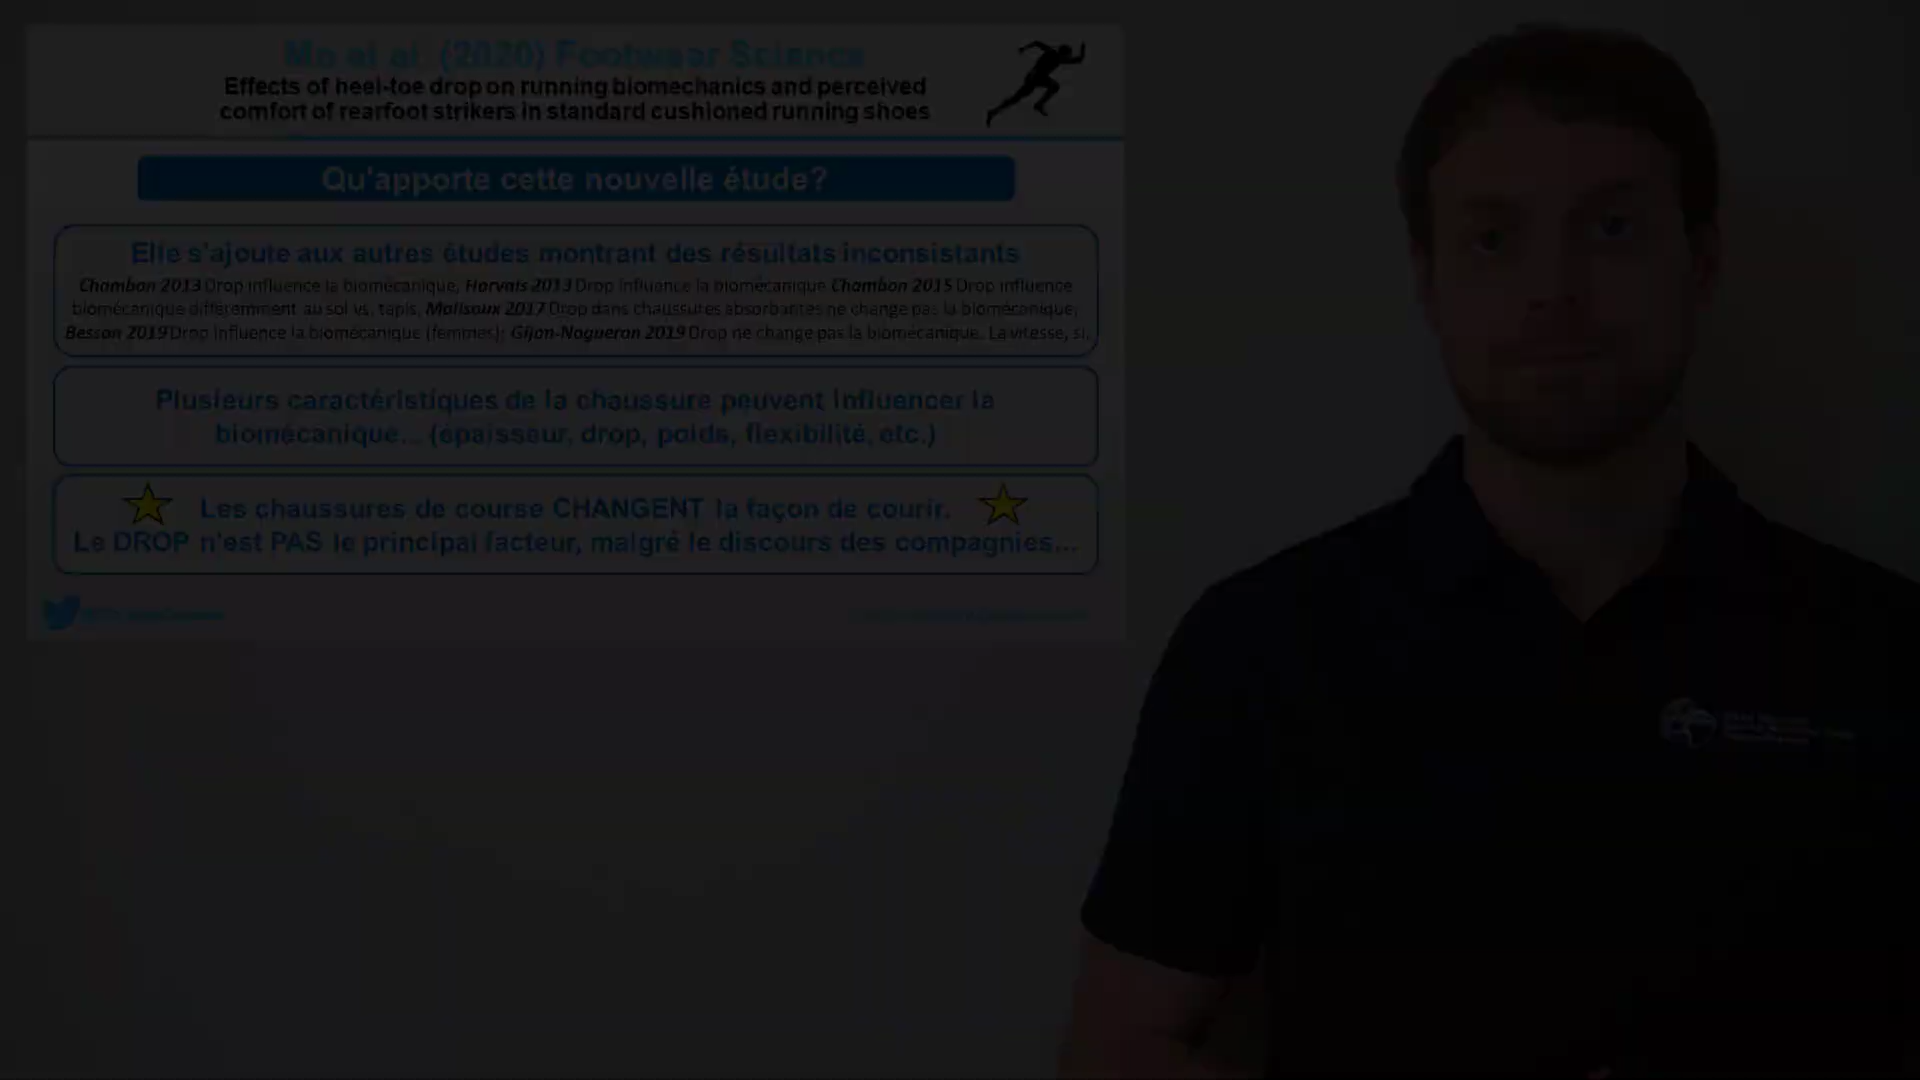 Mo et al. (2020) Footwear Science
Effects of heel-toe drop on running biomechanics and perceived
comfort of rearfoot strikers in standard cushioned running shoes
Qu'apporte cette nouvelle étude?
Elle s'ajoute aux autres études montrant des résultats inconsistants
Chambon 2013 Drop influence la biomécanique, Horvais 2013 Drop influence la biomécanique Chambon 2015 Drop influence
biomécanique différemment au sol vs. tapis, Malisoux 2017 Drop dans chaussures absorbantes ne change pas la biomécanique,
Besson 2019 Drop influence la biomécanique (femmes); Gijon-Nogueron 2019 Drop ne change pas la biomécanique. La vitesse, si.
Plusieurs caractéristiques de la chaussure peuvent influencer la
biomécanique... (épaisseur, drop, poids, flexibilité, etc.)
Les chaussures de course CHANGENT la façon de courir.
Le DROP n'est PAS le principal facteur, malgré le discours des compagnies...